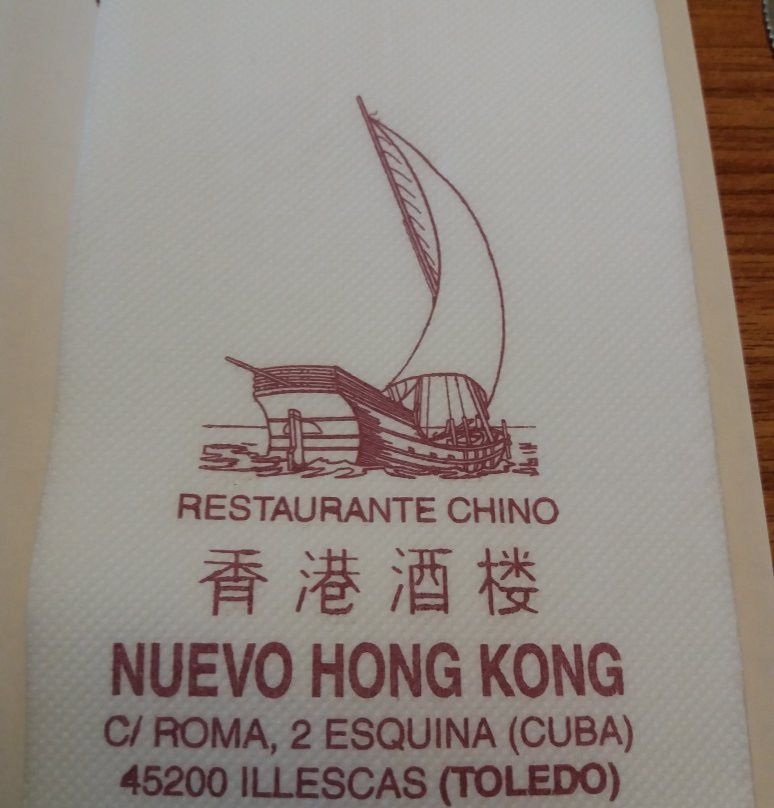 RESTAURANTE CHINO
香港酒楼
NUEVO HONG KONG
C/ ROMA, 2 ESQUINA (CUBA)
45200 ILLESCAS (TOLEDO)